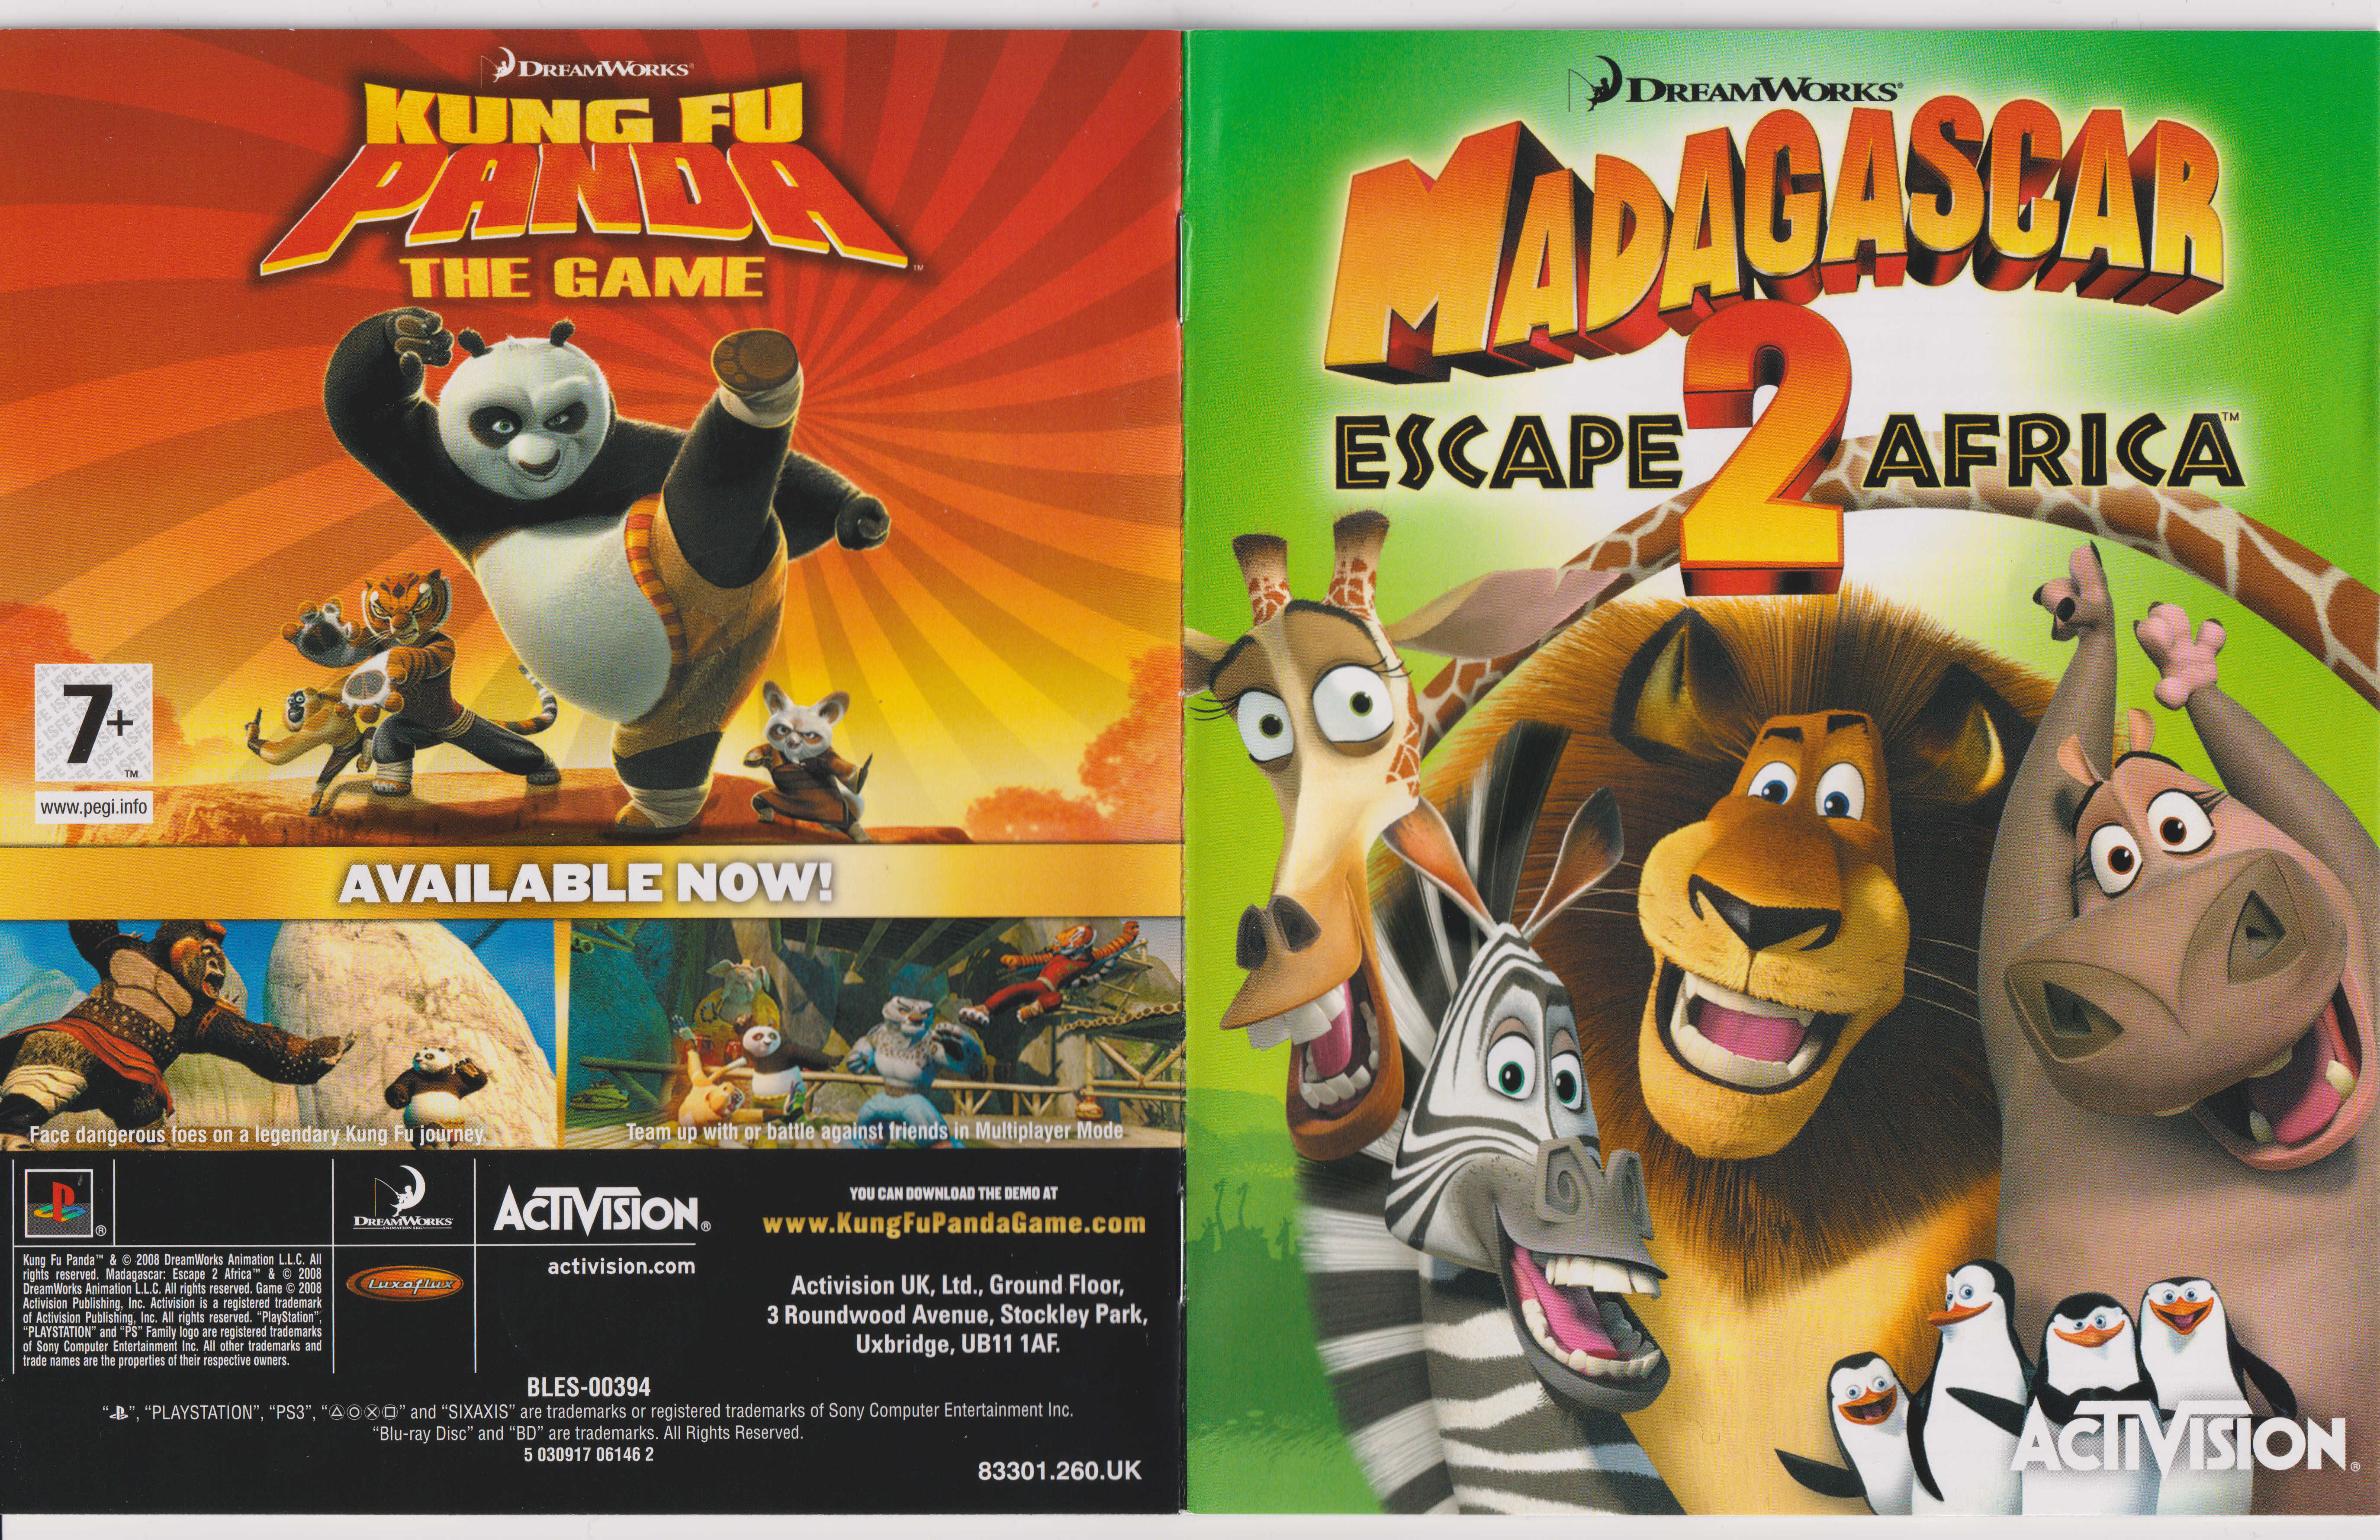 DREAMWORKS®
KUNG FU
PANDA
THE GAME
™
7+
™
www.pegi.info
AVAILABLE NOW!
Face dangerous foes on a legendary Kung Fu journey.
Team up with or battle against friends in Multiplayer Mode
®
DREAMWORKS
ACTIVISION®
activision.com
Luxoflux
Kung Fu Panda™ & © 2008 DreamWorks Animation L.L.C. All
rights reserved. Madagascar: Escape 2 Africa™ & © 2008
DreamWorks Animation L.L.C. All rights reserved. Game © 2008
Activision Publishing, Inc. Activision is a registered trademark
of Activision Publishing, Inc. All rights reserved. “PlayStation”,
“PLAYSTATION” and “PS” Family logo are registered trademarks
of Sony Computer Entertainment Inc. All other trademarks and
trade names are the properties of their respective owners.
YOU CAN DOWNLOAD THE DEMO AT
www.KungFuPandaGame.com
Activision UK, Ltd., Ground Floor,
3 Roundwood Avenue, Stockley Park,
Uxbridge, UB11 1AF.
BLES-00394
“ ”, “PLAYSTATION”, “PS3”, “△○✕□” and “SIXAXIS” are trademarks or registered trademarks of Sony Computer Entertainment Inc.
“Blu-ray Disc” and “BD” are trademarks. All Rights Reserved.
5 030917 06146 2
83301.260.UK
DREAMWORKS®
MADAGASCAR
ESCAPE 2 AFRICA™
ACTIVISION®